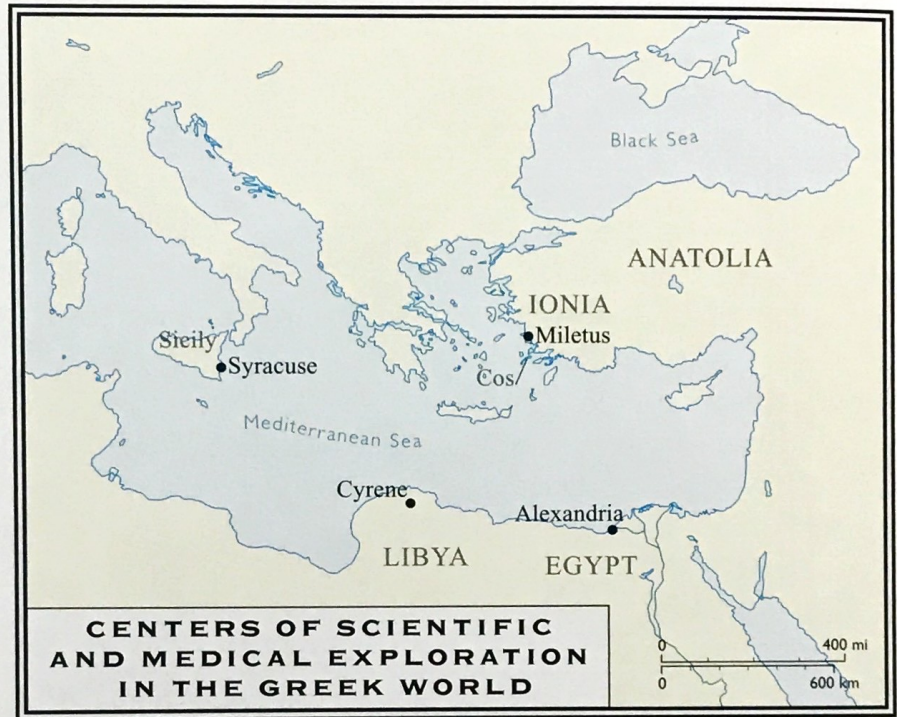 Black Sea
ANATOLIA
IONIA
Miletus
Sicily
Syracuse
Cos
Mediterranean Sea
Cyrene
Alexandria
LIBYA
EGYPT
CENTERS OF SCIENTIFIC
AND MEDICAL EXPLORATION
IN THE GREEK WORLD
0 400 mi
0 600 km